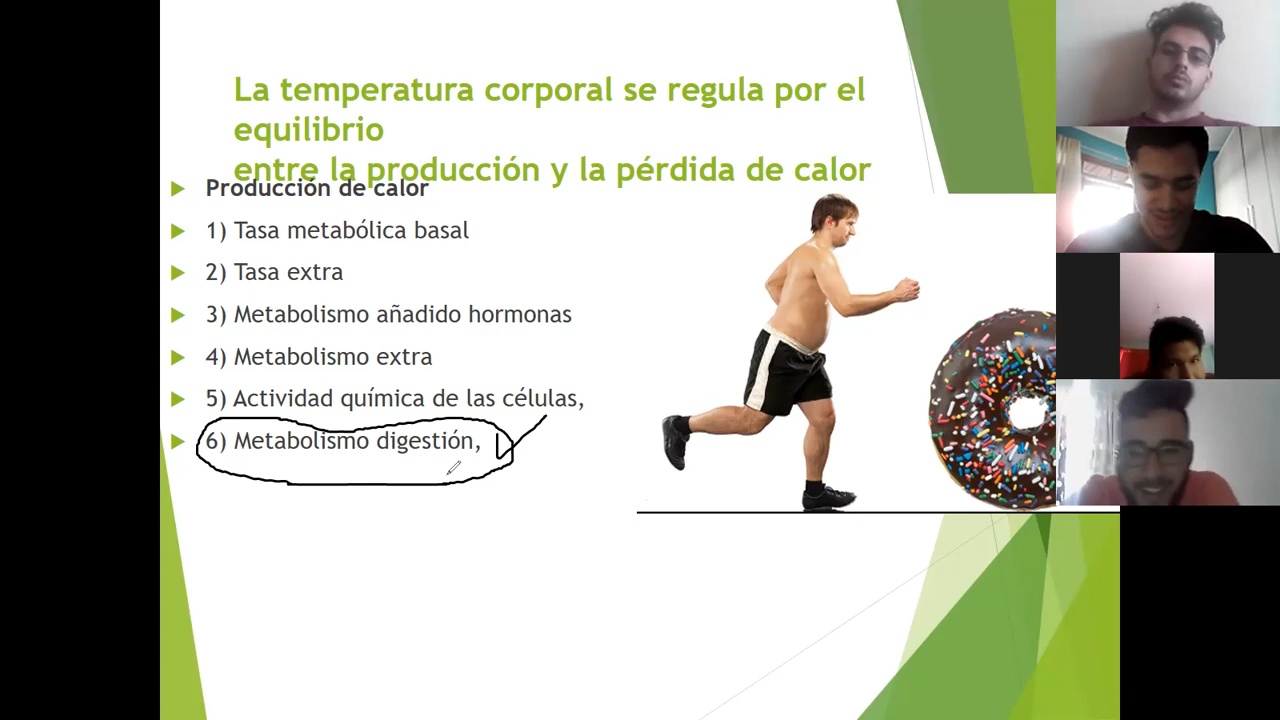 La temperatura corporal se regula por el
equilibrio
entre la producción y la pérdida de calor
Producción de calor
1) Tasa metabólica basal
2) Tasa extra
3) Metabolismo añadido hormonas
4) Metabolismo extra
5) Actividad química de las células,
6) Metabolismo digestión,